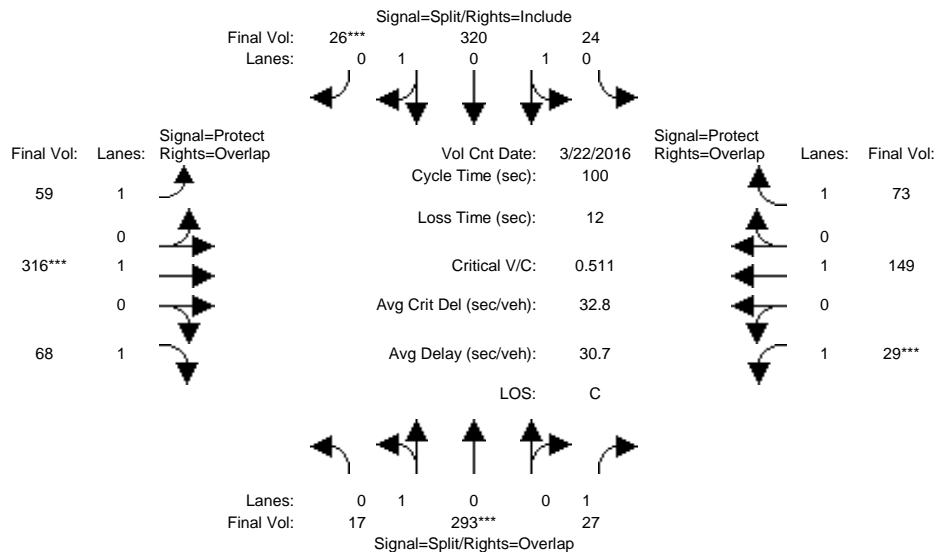 Signal=Split/Rights=Include
Final Vol: 26*** 320 24
Lanes: 0 1 0 1 0
Signal=Protect Signal=Protect
Final Vol: Lanes: Rights=Overlap Vol Cnt Date: 3/22/2016 Rights=Overlap Lanes: Final Vol:
Cycle Time (sec): 100
59 1 1 73
Loss Time (sec): 12
0 0
316*** 1 Critical V/C: 0.511 1 149
0 Avg Crit Del (sec/veh): 32.8 0
68 1 Avg Delay (sec/veh): 30.7 1 29***
LOS: C
Lanes: 0 1 0 0 1
Final Vol: 17 293*** 27
Signal=Split/Rights=Overlap